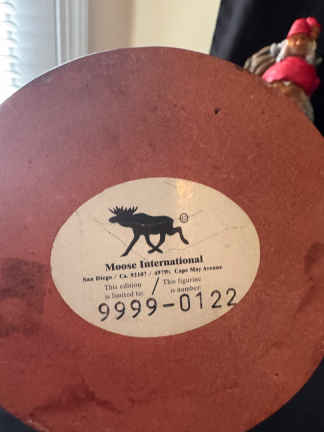 ©
Moose International
San Diego / Ca. 92107 / 4979½ Cape May Avenue
This edition is limited to: / This figurine is number:
9999-0122